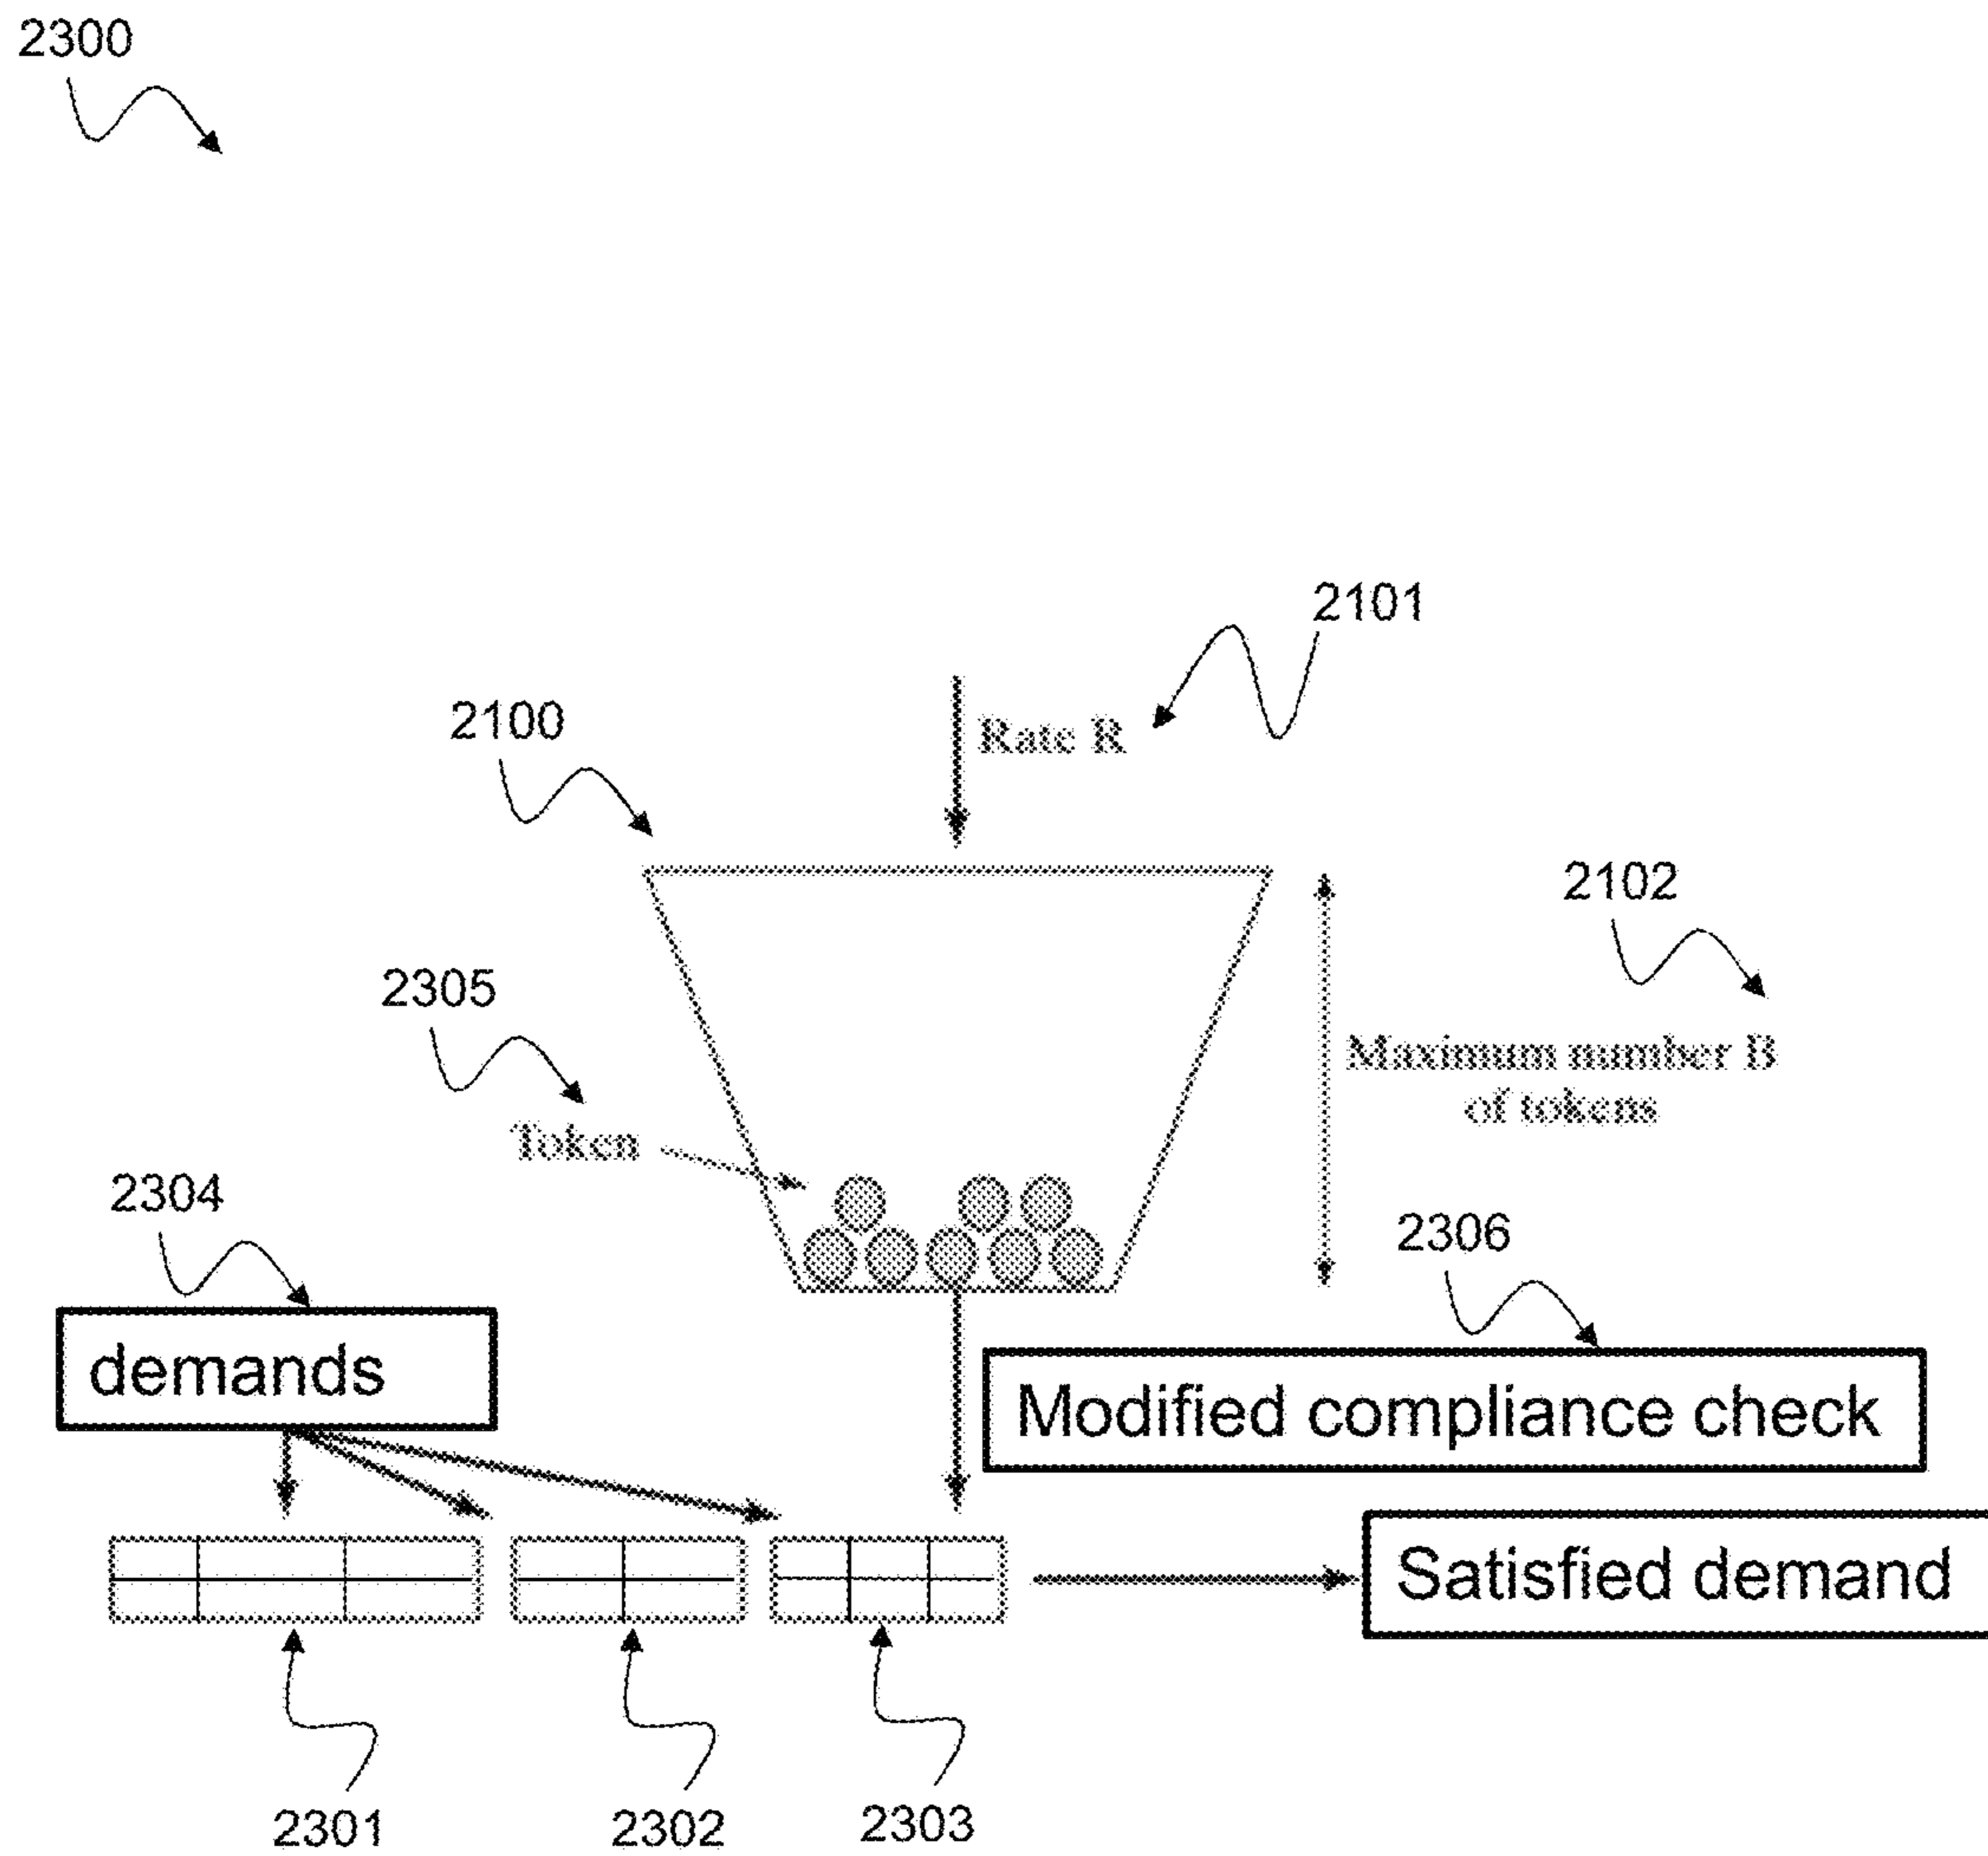 2300
2101
Rate R
2100
2102
2305
Maximum number B
of tokens
Token
2304
2306
demands
Modified compliance check
Satisfied demand
2301
2302
2303